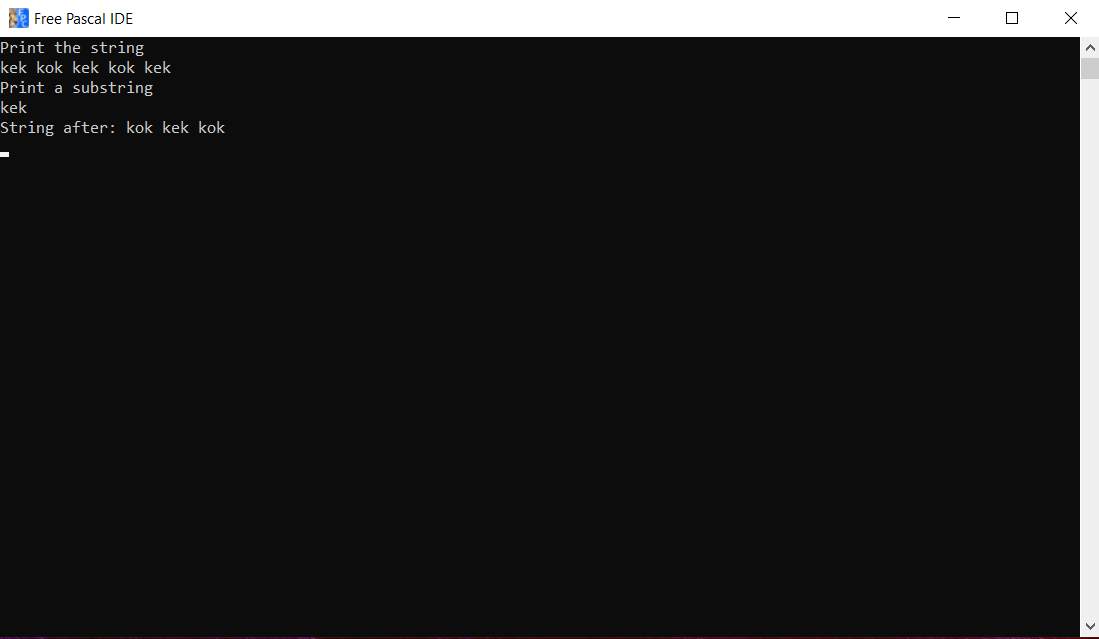 Free Pascal IDE
Print the string
kek kok kek kok kek
Print a substring
kek
String after: kok kek kok